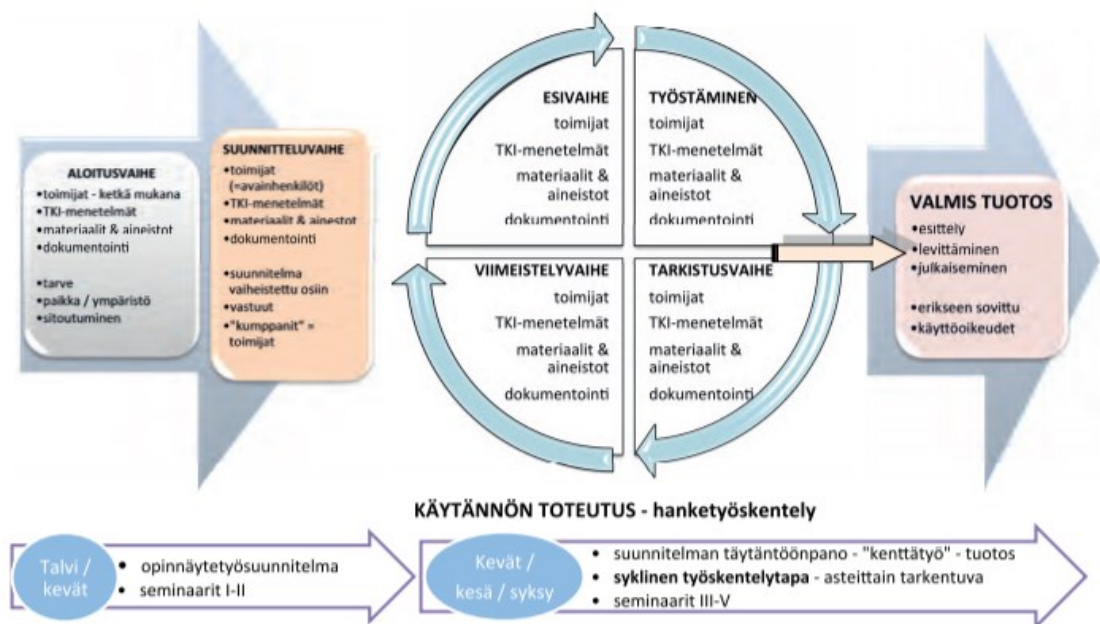 ALOITUSVAIHE
•toimijat - ketkä mukana
•TKI-menetelmät
•materiaalit & aineistot
•dokumentointi
•tarve
•paikka / ympäristö
•sitoutuminen
SUUNNITTELUVAIHE
•toimijat
(=avainhenkilöt)
•TKI-menetelmät
•materiaalit & ainestot
•dokumentointi
•suunnitelma
vaiheistettu osiin
•vastuut
•"kumppanit" =
toimijat
ESIVAIHE
toimijat
TKI-menetelmät
materiaalit &
aineistot
dokumentointi
TYÖSTÄMINEN
toimijat
TKI-menetelmät
materiaalit &
aineistot
dokumentointi
VIIMEISTELYVAIHE
toimijat
TKI-menetelmät
materiaalit &
aineistot
dokumentointi
TARKISTUSVAIHE
toimijat
TKI-menetelmät
materiaalit &
aineistot
dokumentointi
VALMIS TUOTOS
•esittely
•levittäminen
•julkaiseminen
•erikseen sovittu
•käyttöoikeudet
KÄYTÄNNÖN TOTEUTUS - hanketyöskentely
Talvi /
kevät
• opinnäytetyösuunnitelma
• seminaarit I-II
Kevät /
kesä / syksy
• suunnitelman täytäntöönpano - "kenttätyö" - tuotos
• syklinen työskentelytapa - asteittain tarkentuva
• seminaarit III-V